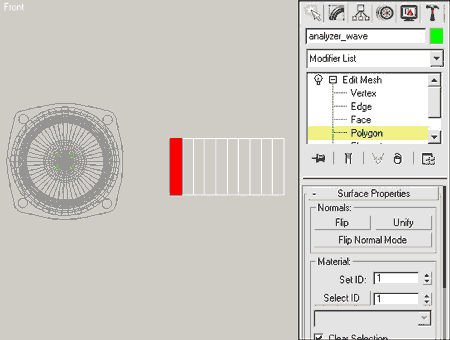 Front
analyzer_wave
Modifier List
Edit Mesh
Vertex
Edge
Face
Polygon
- Surface Properties
Normals:
Flip Unify
Flip Normal Mode
Material:
Set ID: 1
Select ID 1
Clear Selection